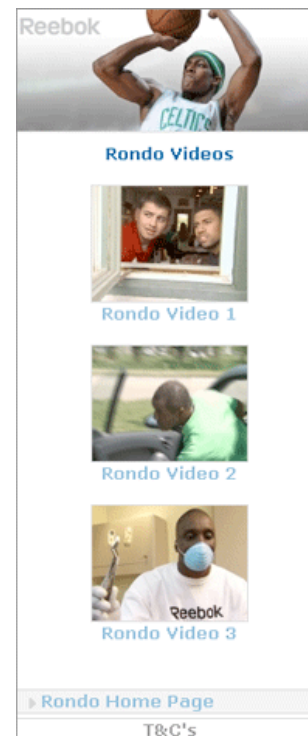 Reebok
CELTICS
Rondo Videos
Rondo Video 1
Rondo Video 2
Reebok
Rondo Video 3
Rondo Home Page
T&C's